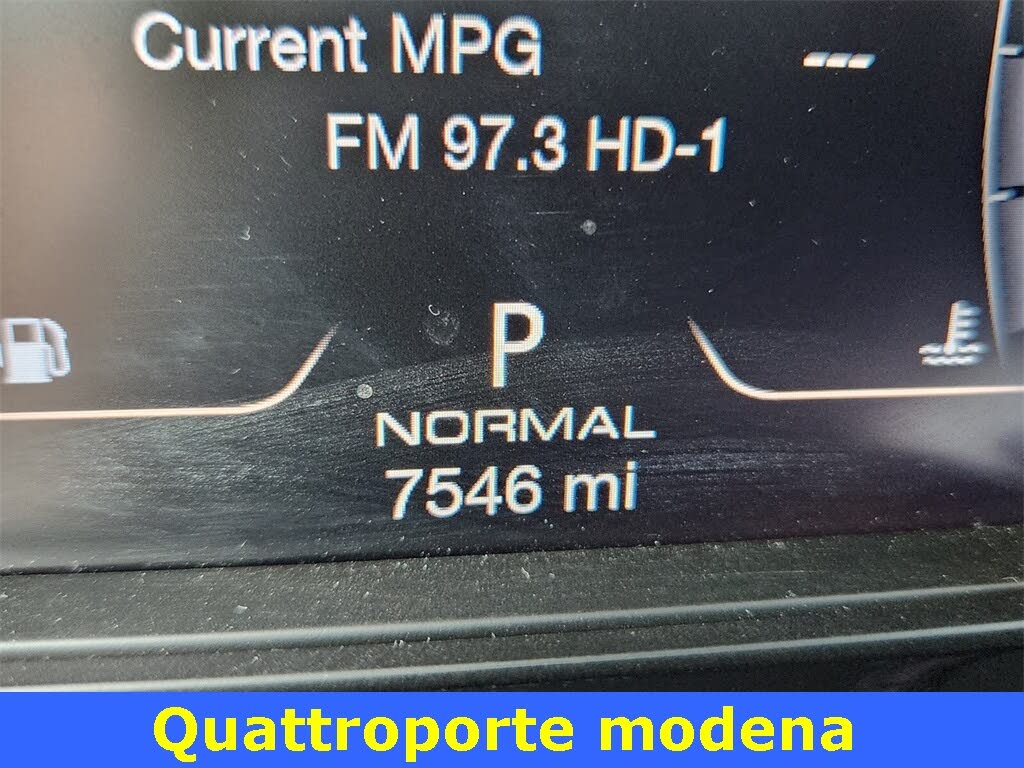 Current MPG ---
FM 97.3 HD-1
P
NORMAL
7546 mi
Quattroporte modena